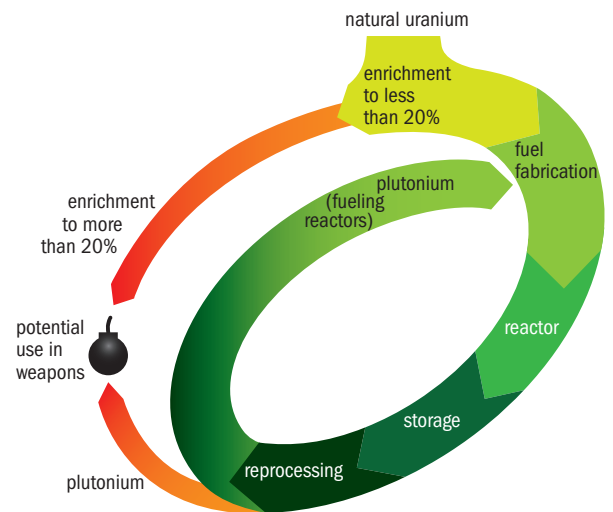 natural uranium
enrichment
to less
than 20%
fuel
fabrication
plutonium
(fueling
reactors)
enrichment
to more
than 20%
potential
use in
weapons
reactor
storage
reprocessing
plutonium